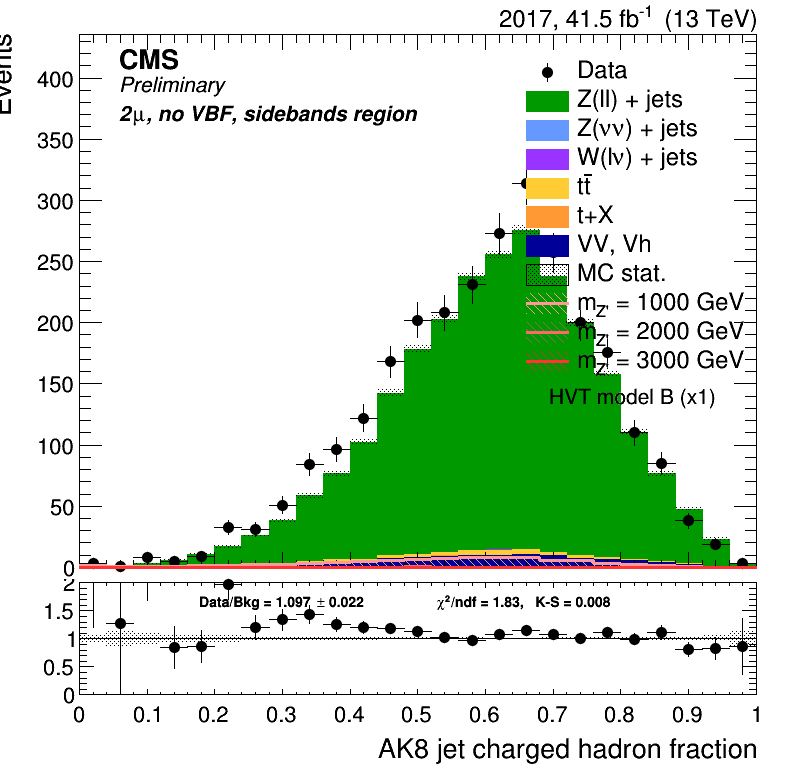 2017, 41.5 fb⁻¹ (13 TeV)
Events
CMS
Preliminary
2μ, no VBF, sidebands region
Data
Z(ll) + jets
Z(νν) + jets
W(lν) + jets
tt̄
t+X
VV, Vh
MC stat.
m_Z' = 1000 GeV
m_Z' = 2000 GeV
m_Z' = 3000 GeV
HVT model B (x1)
400
350
300
250
200
150
100
50
0
Data/Bkg = 1.097, ± 0.022 χ²/ndf = 1.83, K-S = 0.008
2
1.5
1
0.5
0
0 0.1 0.2 0.3 0.4 0.5 0.6 0.7 0.8 0.9 1
AK8 jet charged hadron fraction